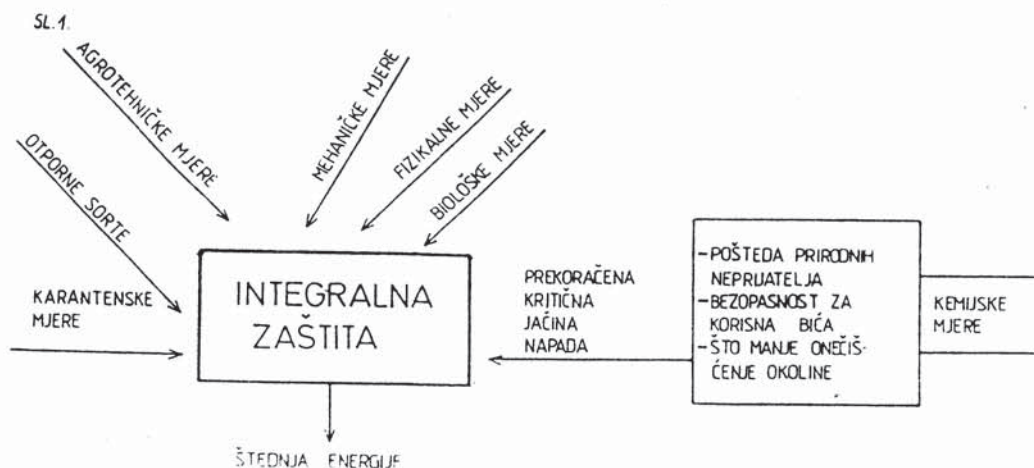 SL.1.
AGROTEHNIČKE MJERE
MEHANIČKE MJERE
FIZIKALNE MJERE
BIOLOŠKE MJERE
OTPORNE SORTE
KARANTENSKE
MJERE
INTEGRALNA
ZAŠTITA
PREKORAČENA
KRITIČNA
JAČINA
NAPADA
-POŠTEDA PRIRODNIH
NEPRIJATELJA
-BEZOPASNOST ZA
KORISNA BIĆA
-ŠTO MANJE ONEČIŠ-
ĆENJE OKOLINE
KEMIJSKE
MJERE
ŠTEDNJA ENERGIJE